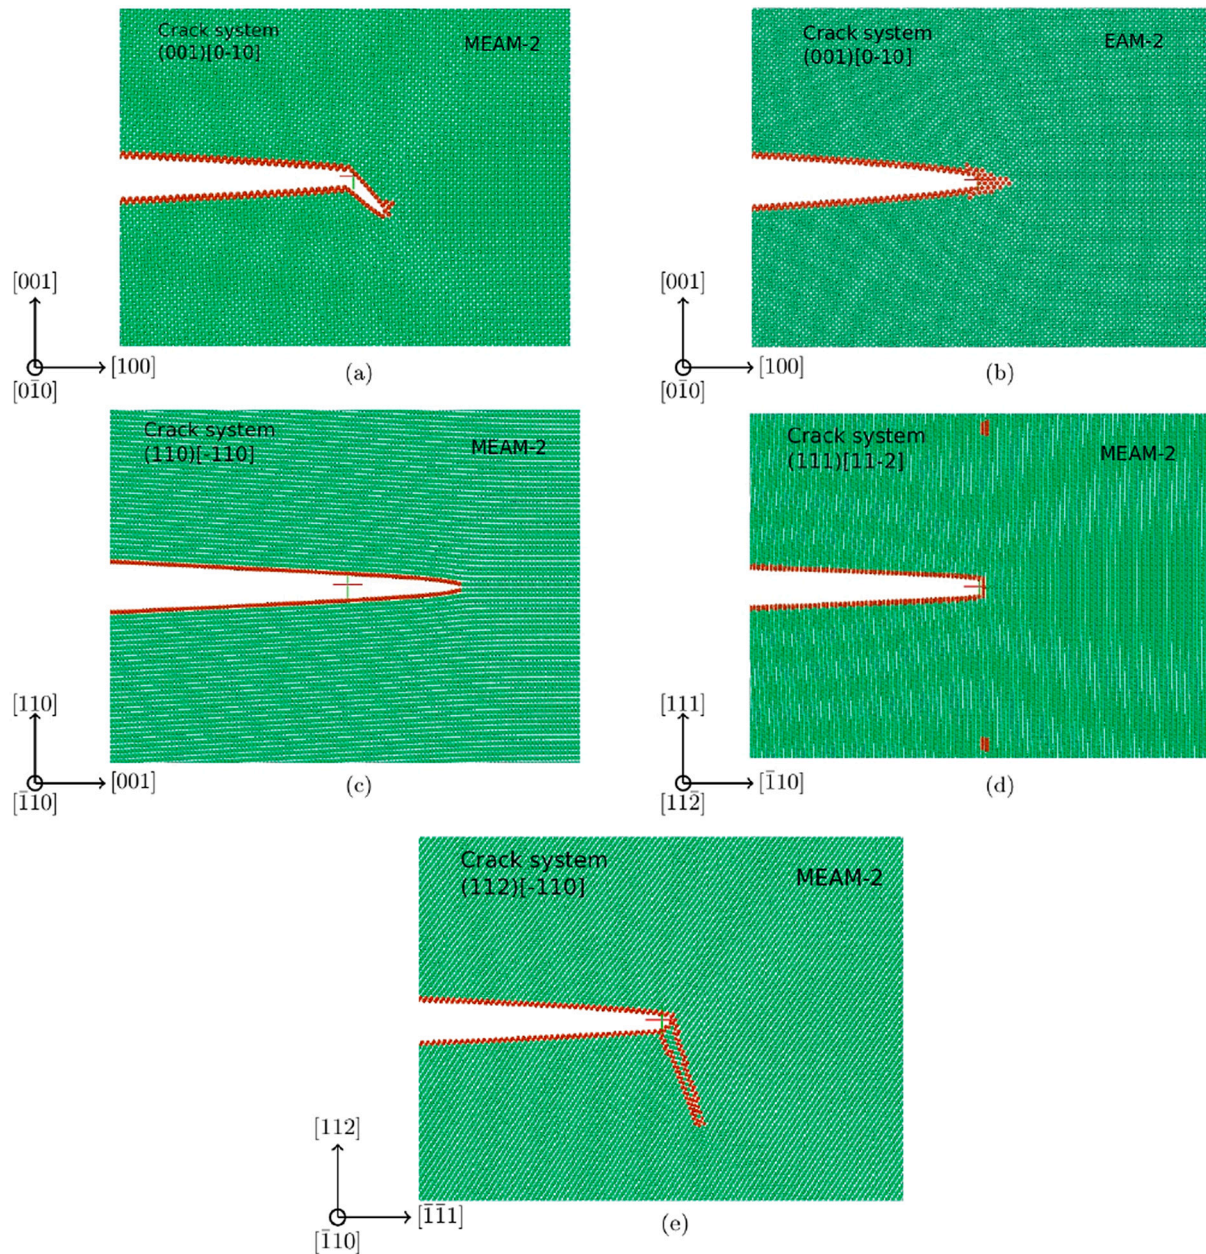 Crack system
(001)[0-10]
MEAM-2
[001]
[100]
[01̄0]
(a)
Crack system
(001)[0-10]
EAM-2
[001]
[100]
[01̄0]
(b)
Crack system
(110)[-110]
MEAM-2
[110]
[001]
[1̄10]
(c)
Crack system
(111)[11-2]
MEAM-2
[111]
[1̄10]
[112̄]
(d)
Crack system
(112)[-110]
MEAM-2
[112]
[1̄1̄1]
[1̄10]
(e)